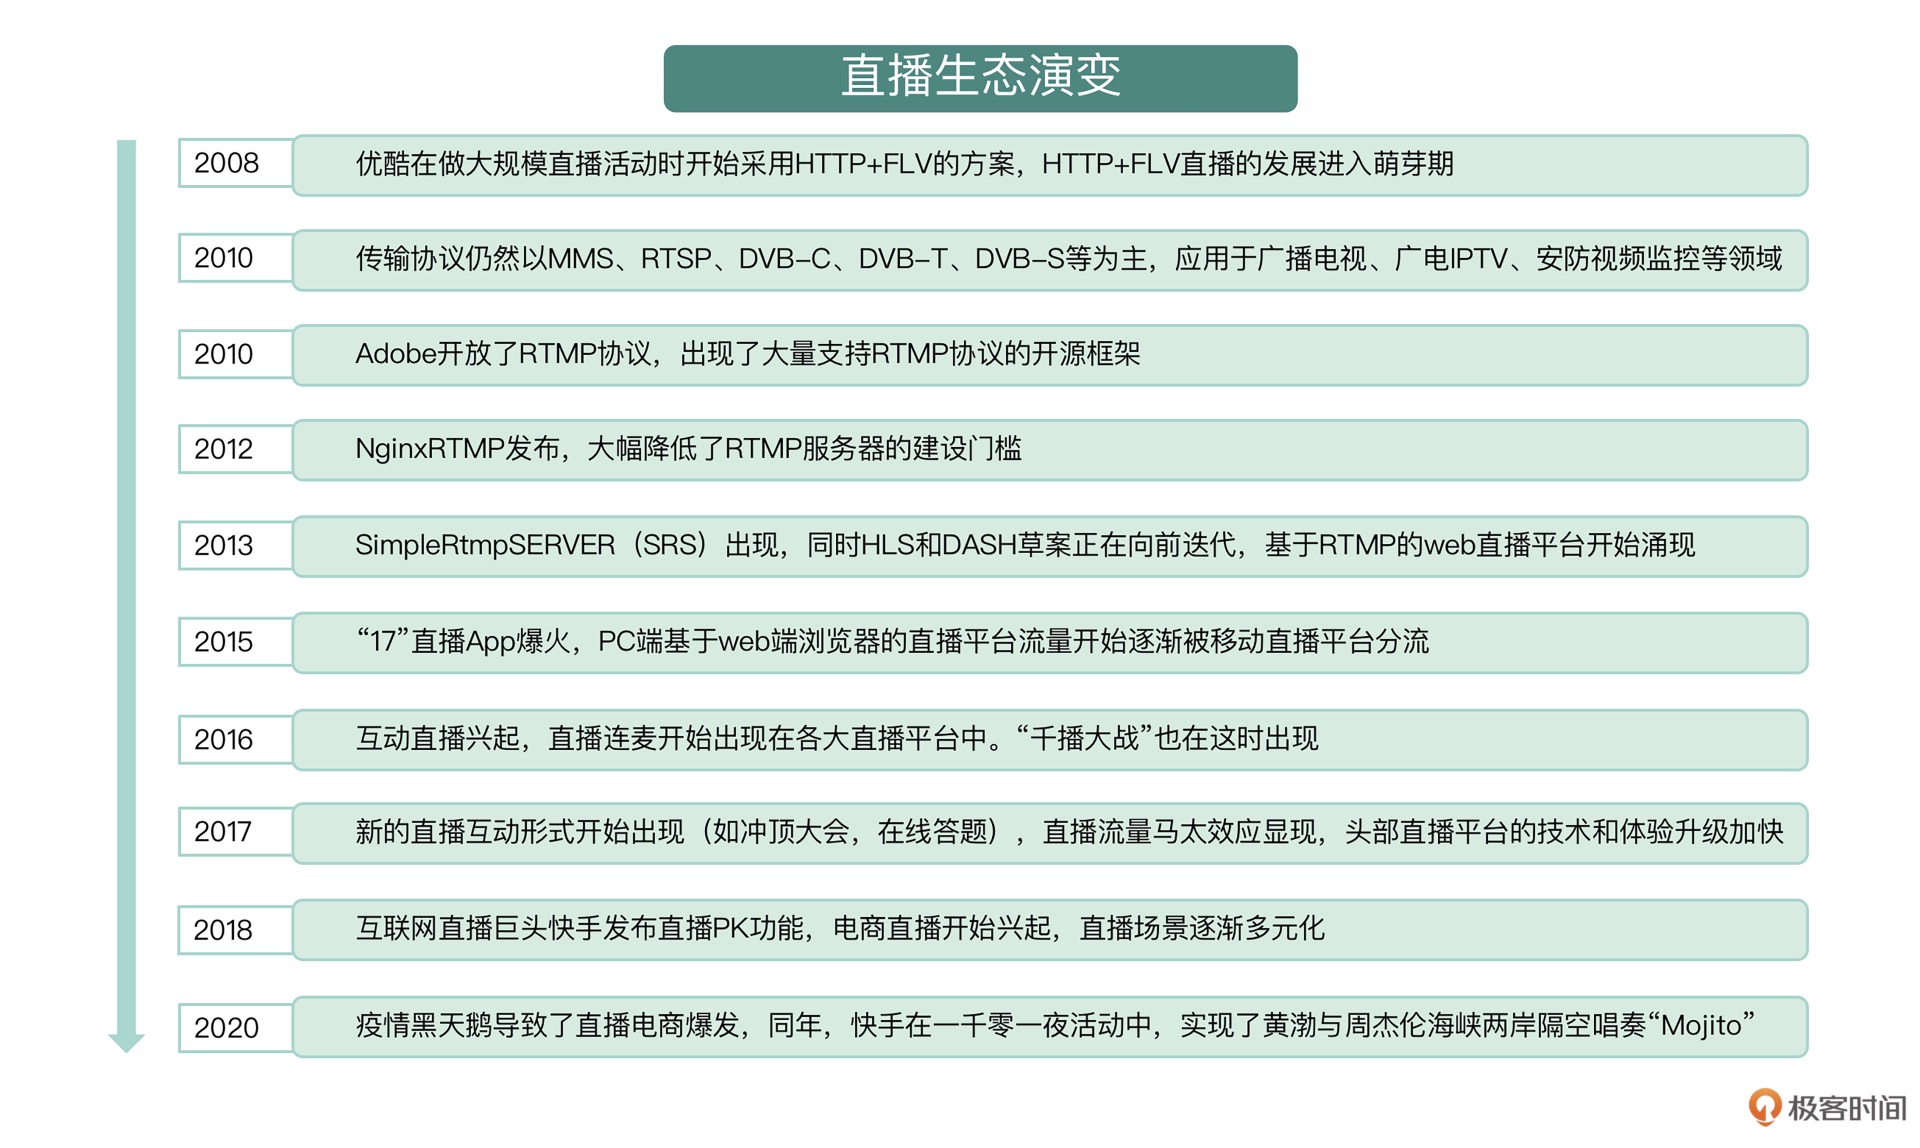 直播生态演变
2008
优酷在做大规模直播活动时开始采用HTTP+FLV的方案，HTTP+FLV直播的发展进入萌芽期
2010
传输协议仍然以MMS、RTSP、DVB-C、DVB-T、DVB-S等为主，应用于广播电视、广电IPTV、安防视频监控等领域
2010
Adobe开放了RTMP协议，出现了大量支持RTMP协议的开源框架
2012
NginxRTMP发布，大幅降低了RTMP服务器的建设门槛
2013
SimpleRtmpSERVER（SRS）出现，同时HLS和DASH草案正在向前迭代，基于RTMP的web直播平台开始涌现
2015
“17”直播App爆火，PC端基于web端浏览器的直播平台流量开始逐渐被移动直播平台分流
2016
互动直播兴起，直播连麦开始出现在各大直播平台中。“千播大战”也在这时出现
2017
新的直播互动形式开始出现（如冲顶大会，在线答题），直播流量马太效应显现，头部直播平台的技术和体验升级加快
2018
互联网直播巨头快手发布直播PK功能，电商直播开始兴起，直播场景逐渐多元化
2020
疫情黑天鹅导致了直播电商爆发，同年，快手在一千零一夜活动中，实现了黄渤与周杰伦海峡两岸隔空唱奏“Mojito”
极客时间